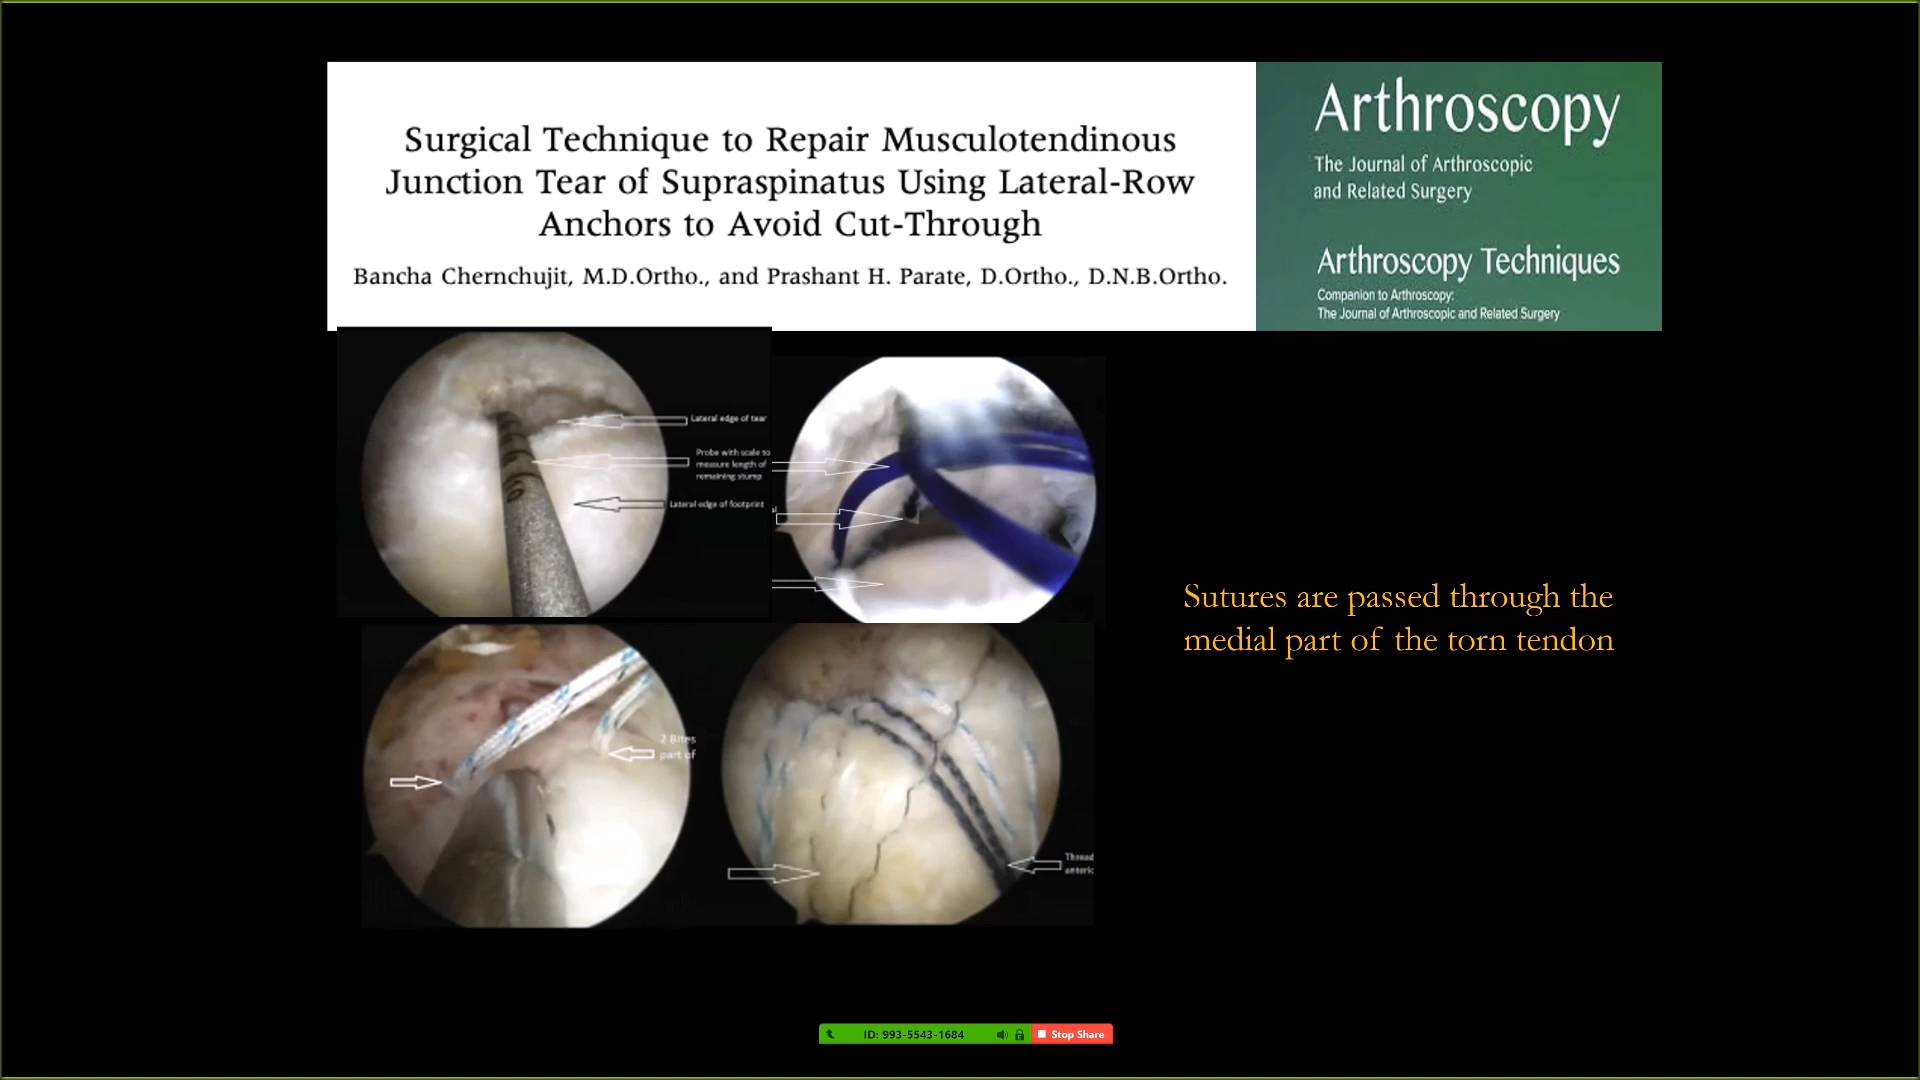 Surgical Technique to Repair Musculotendinous
Junction Tear of Supraspinatus Using Lateral-Row
Anchors to Avoid Cut-Through
Bancha Chernchujit, M.D.Ortho., and Prashant H. Parate, D.Ortho., D.N.B.Ortho.
Arthroscopy
The Journal of Arthroscopic
and Related Surgery
Arthroscopy Techniques
Companion to Arthroscopy:
The Journal of Arthroscopic and Related Surgery
Lateral edge of tear
Probe with scale to
measure length of
remaining stump
Lateral edge of footprint
2 Bites
part of
Thread
anteric
Sutures are passed through the
medial part of the torn tendon
ID: 993-5543-1684
Stop Share